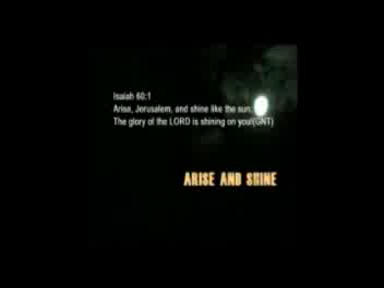 Isaiah 60:1
Arise, Jerusalem, and shine like the sun;
The glory of the LORD is shining on you!(GNT)
ARISE AND SHINE